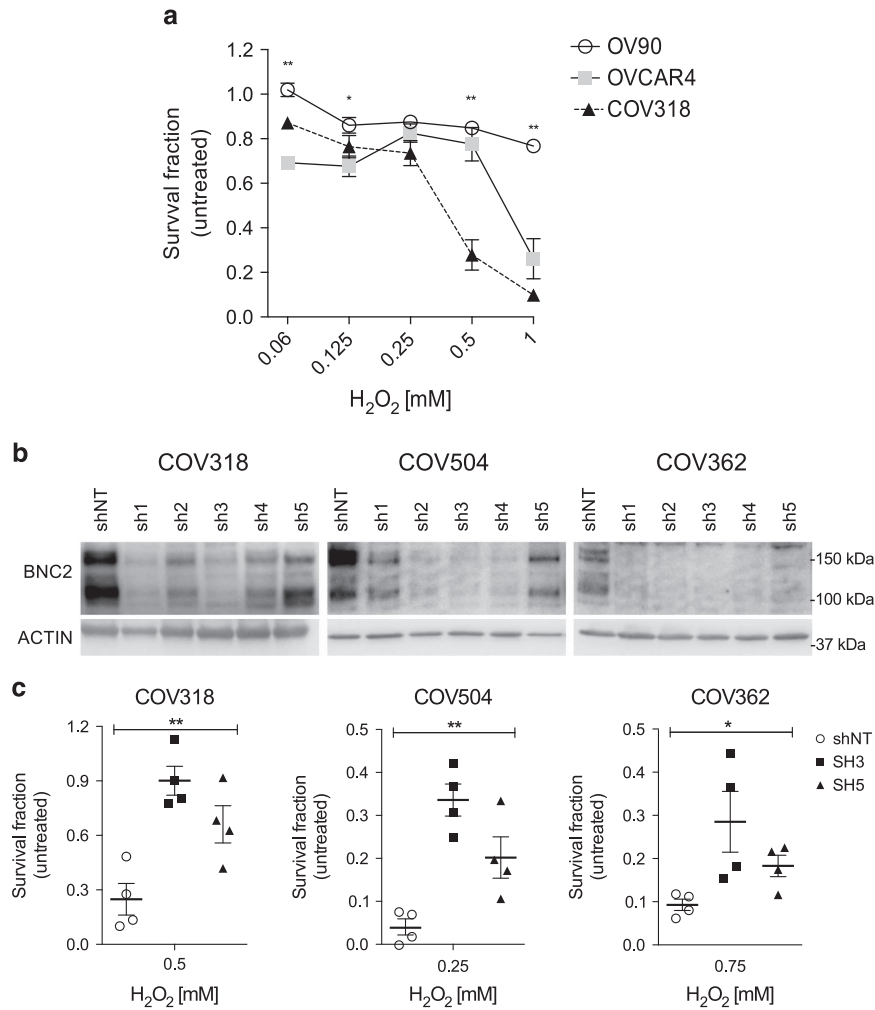 a
1.2
1.0
0.8
0.6
0.4
0.2
0.0
Survval fraction
(untreated)
** * ** **
0.06 0.125 0.25 0.5 1
H2O2 [mM]
OV90
OVCAR4
COV318
b
COV318 COV504 COV362
shNT sh1 sh2 sh3 sh4 sh5 shNT sh1 sh2 sh3 sh4 sh5 shNT sh1 sh2 sh3 sh4 sh5
BNC2
-150 kDa
-100 kDa
ACTIN
-37 kDa
c
COV318
**
1.2
0.9
0.6
0.3
0.0
Survival fraction
(untreated)
0.5
H2O2 [mM]
COV504
**
0.5
0.4
0.3
0.2
0.1
0.0
Survival fraction
(untreated)
0.25
H2O2 [mM]
COV362
*
0.5
0.4
0.3
0.2
0.1
0.0
Survival fraction
(untreated)
0.75
H2O2 [mM]
shNT
SH3
SH5